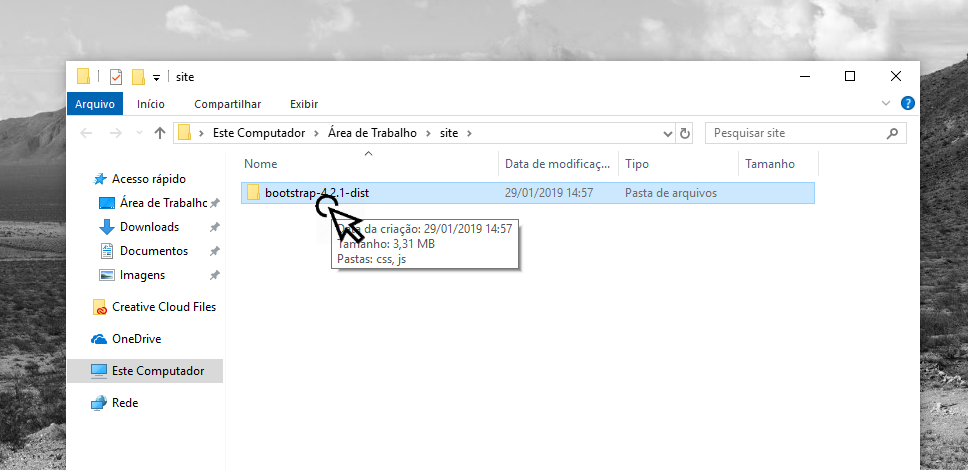 site
Arquivo Início Compartilhar Exibir
Este Computador Área de Trabalho site
Pesquisar site
Nome Data de modificaç... Tipo Tamanho
bootstrap-4.2.1-dist 29/01/2019 14:57 Pasta de arquivos
Data da criação: 29/01/2019 14:57
Tamanho: 3,31 MB
Pastas: css, js
Acesso rápido
Área de Trabalhc
Downloads
Documentos
Imagens
Creative Cloud Files
OneDrive
Este Computador
Rede